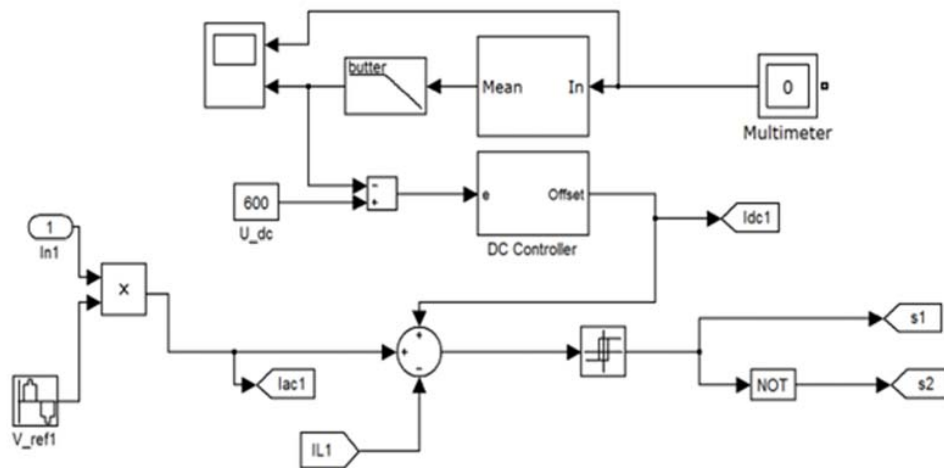 butter
Mean
In
0
Multimeter
-
+
600
U_dc
e
Offset
DC Controller
Idc1
1
In1
X
V_ref1
+
+
-
Iac1
IL1
NOT
s1
s2